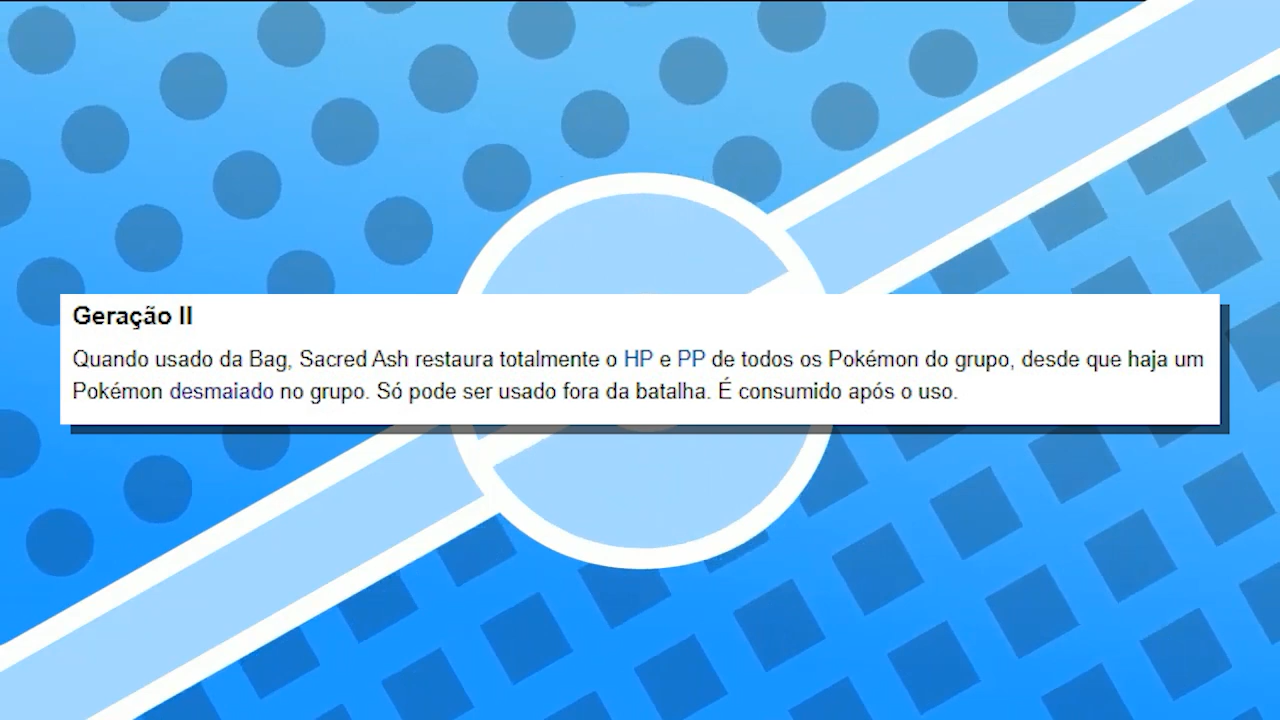 Geração II
Quando usado da Bag, Sacred Ash restaura totalmente o HP e PP de todos os Pokémon do grupo, desde que haja um
Pokémon desmaiado no grupo. Só pode ser usado fora da batalha. É consumido após o uso.